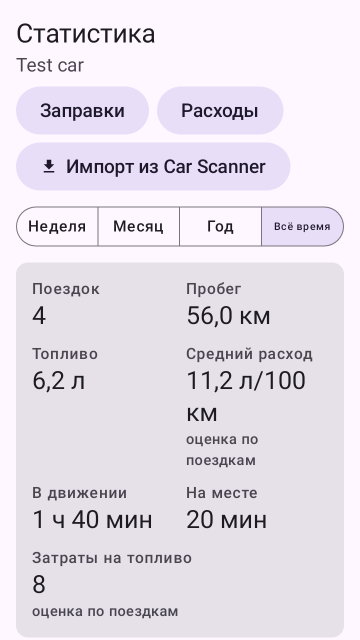 Статистика
Test car
Заправки
Расходы
Импорт из Car Scanner
Неделя
Месяц
Год
Всё время
Поездок
Пробег
4
56,0 км
Топливо
Средний расход
6,2 л
11,2 л/100
км
оценка по
поездкам
В движении
На месте
1 ч 40 мин
20 мин
Затраты на топливо
8
оценка по поездкам